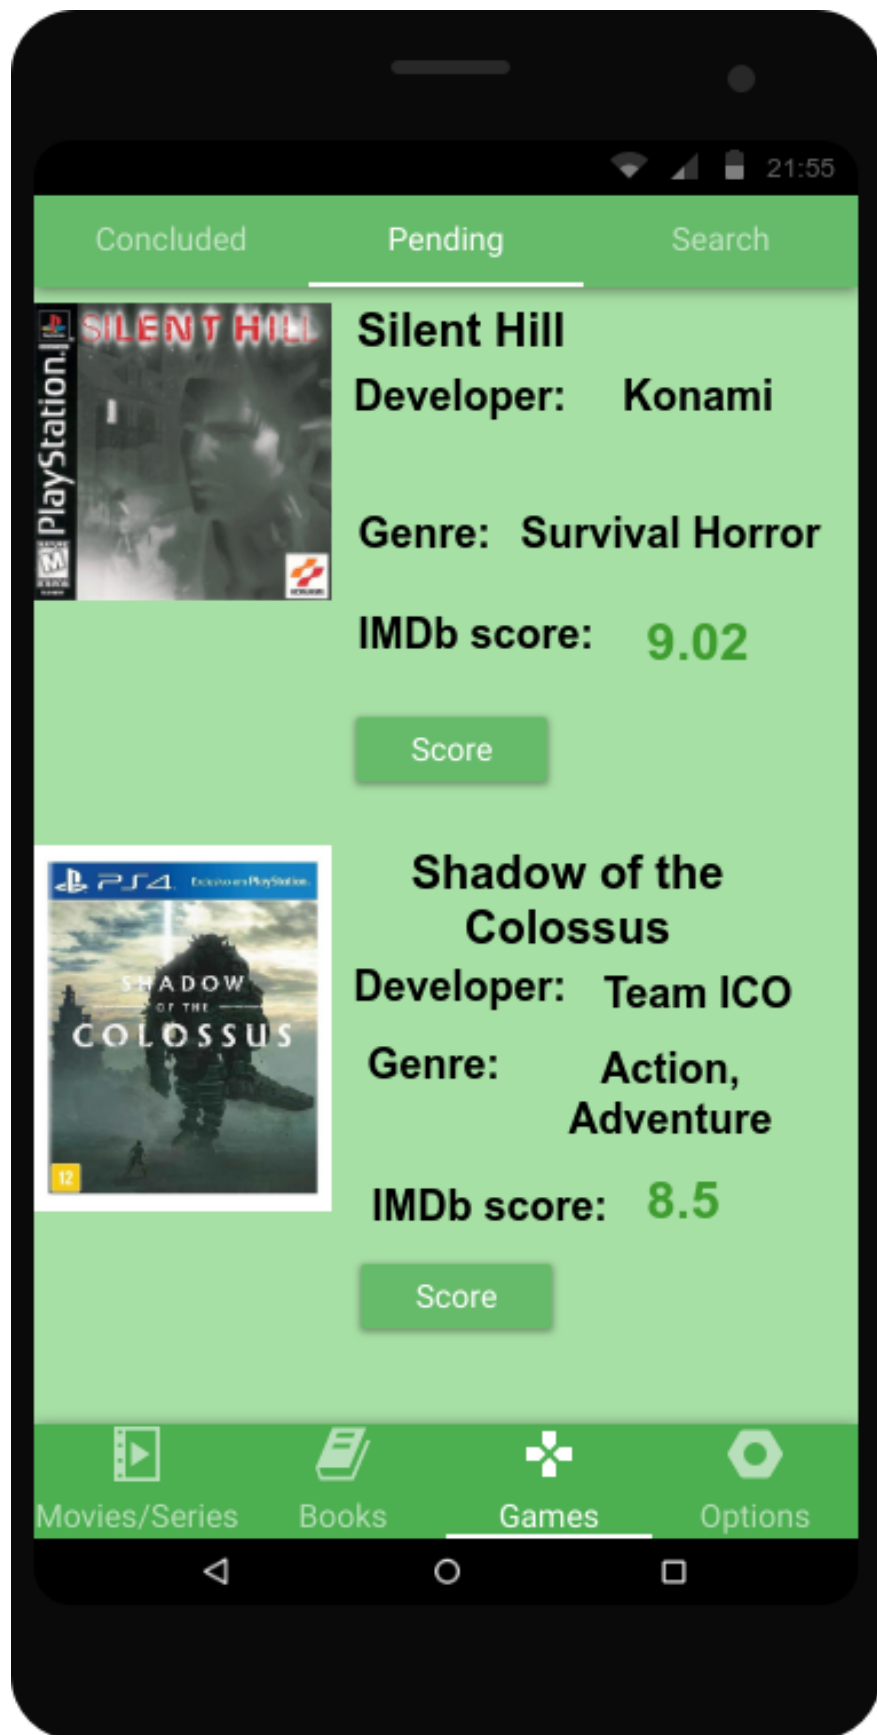 21:55
Concluded Pending Search
SILENT HILL
PlayStation
M
KONAMI
Silent Hill
Developer: Konami
Genre: Survival Horror
IMDb score: 9.02
Score
PS4
SHADOW
OF THE
COLOSSUS
12
Shadow of the
Colossus
Developer: Team ICO
Genre: Action,
Adventure
IMDb score: 8.5
Score
Movies/Series Books Games Options